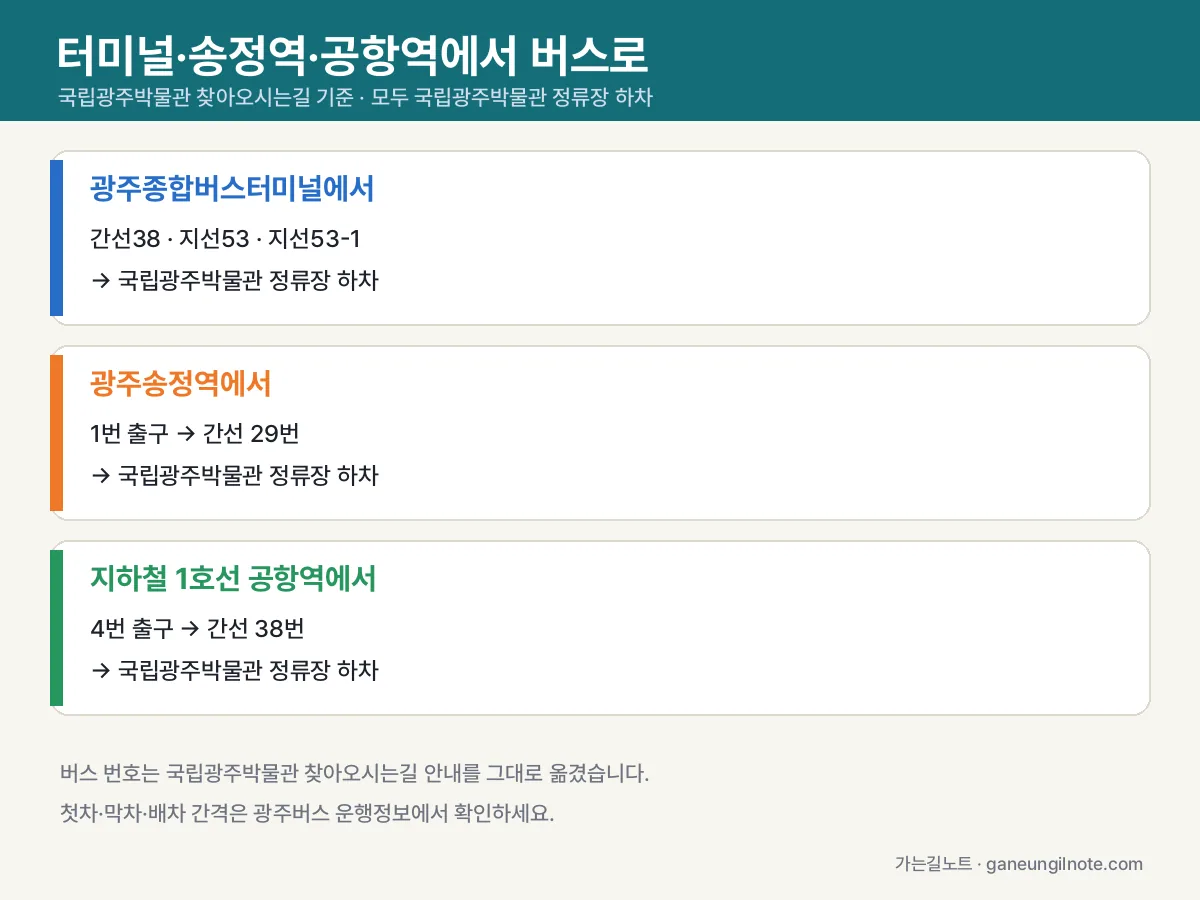 터미널·송정역·공항역에서 버스로
국립광주박물관 찾아오시는길 기준 · 모두 국립광주박물관 정류장 하차
광주종합버스터미널에서
간선38 · 지선53 · 지선53-1
→ 국립광주박물관 정류장 하차
광주송정역에서
1번 출구 → 간선 29번
→ 국립광주박물관 정류장 하차
지하철 1호선 공항역에서
4번 출구 → 간선 38번
→ 국립광주박물관 정류장 하차
버스 번호는 국립광주박물관 찾아오시는길 안내를 그대로 옮겼습니다.
첫차·막차·배차 간격은 광주버스 운행정보에서 확인하세요.
가는길노트 · ganeungilnote.com